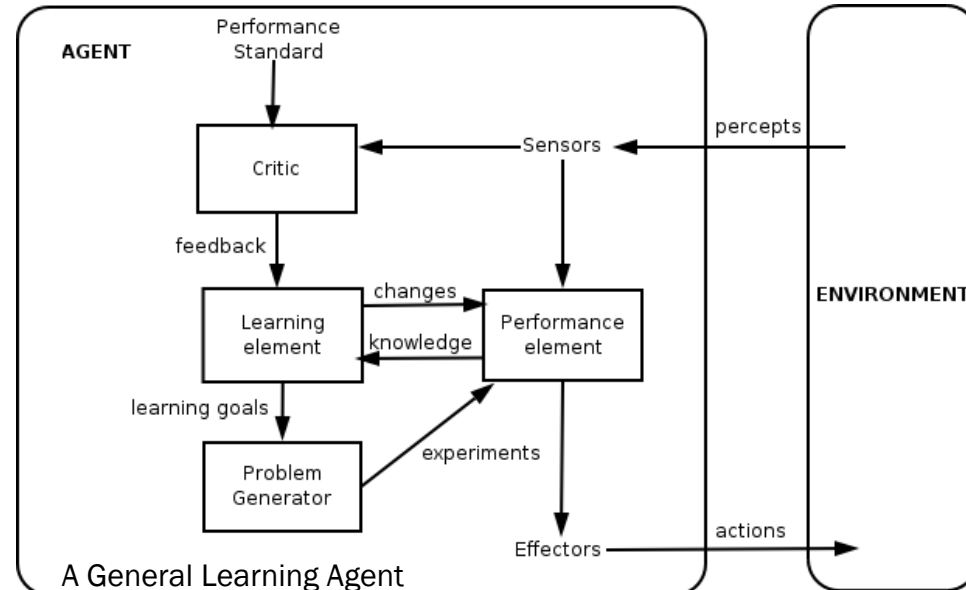 Performance
Standard
AGENT
percepts
Sensors
Critic
feedback
changes
ENVIRONMENT
Learning
element
Performance
element
knowledge
learning goals
experiments
Problem
Generator
actions
Effectors
A General Learning Agent